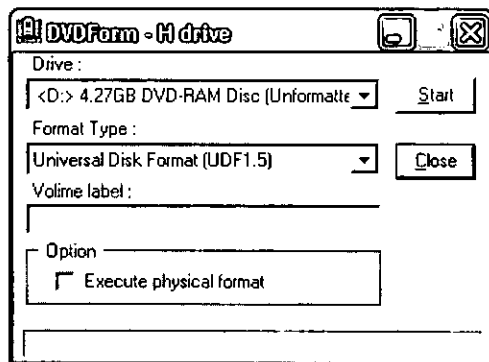 DVDForm - H drive
Drive :
<D:> 4.27GB DVD-RAM Disc (Unformatte
Start
Format Type :
Universal Disk Format (UDF1.5)
Close
Volime label :
Option
Execute physical format